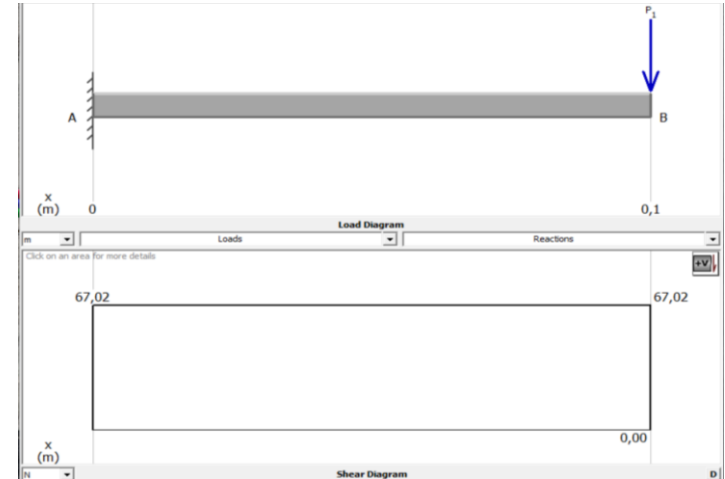 P1
A
B
x
(m)
0
0,1
Load Diagram
m
Loads
Reactions
Click on an area for more details
+V
67,02
67,02
0,00
x
(m)
N
Shear Diagram
D